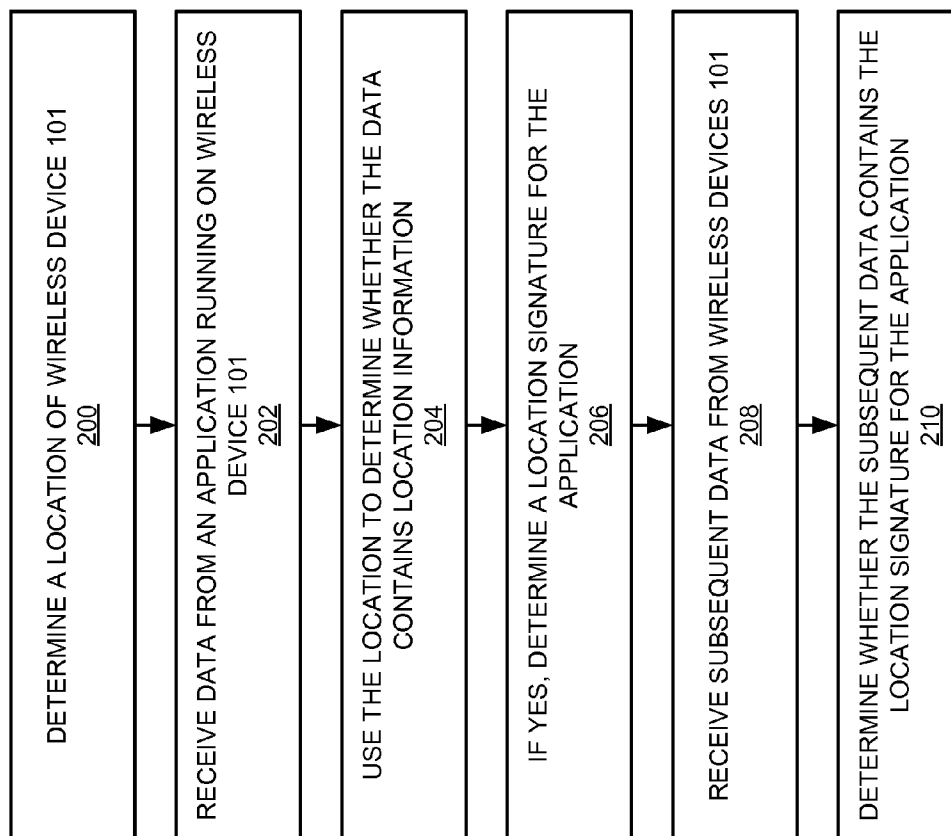 DETERMINE A LOCATION OF WIRELESS DEVICE 101
200
RECEIVE DATA FROM AN APPLICATION RUNNING ON WIRELESS
DEVICE 101
202
USE THE LOCATION TO DETERMINE WHETHER THE DATA
CONTAINS LOCATION INFORMATION
204
IF YES, DETERMINE A LOCATION SIGNATURE FOR THE
APPLICATION
206
RECEIVE SUBSEQUENT DATA FROM WIRELESS DEVICES 101
208
DETERMINE WHETHER THE SUBSEQUENT DATA CONTAINS THE
LOCATION SIGNATURE FOR THE APPLICATION
210